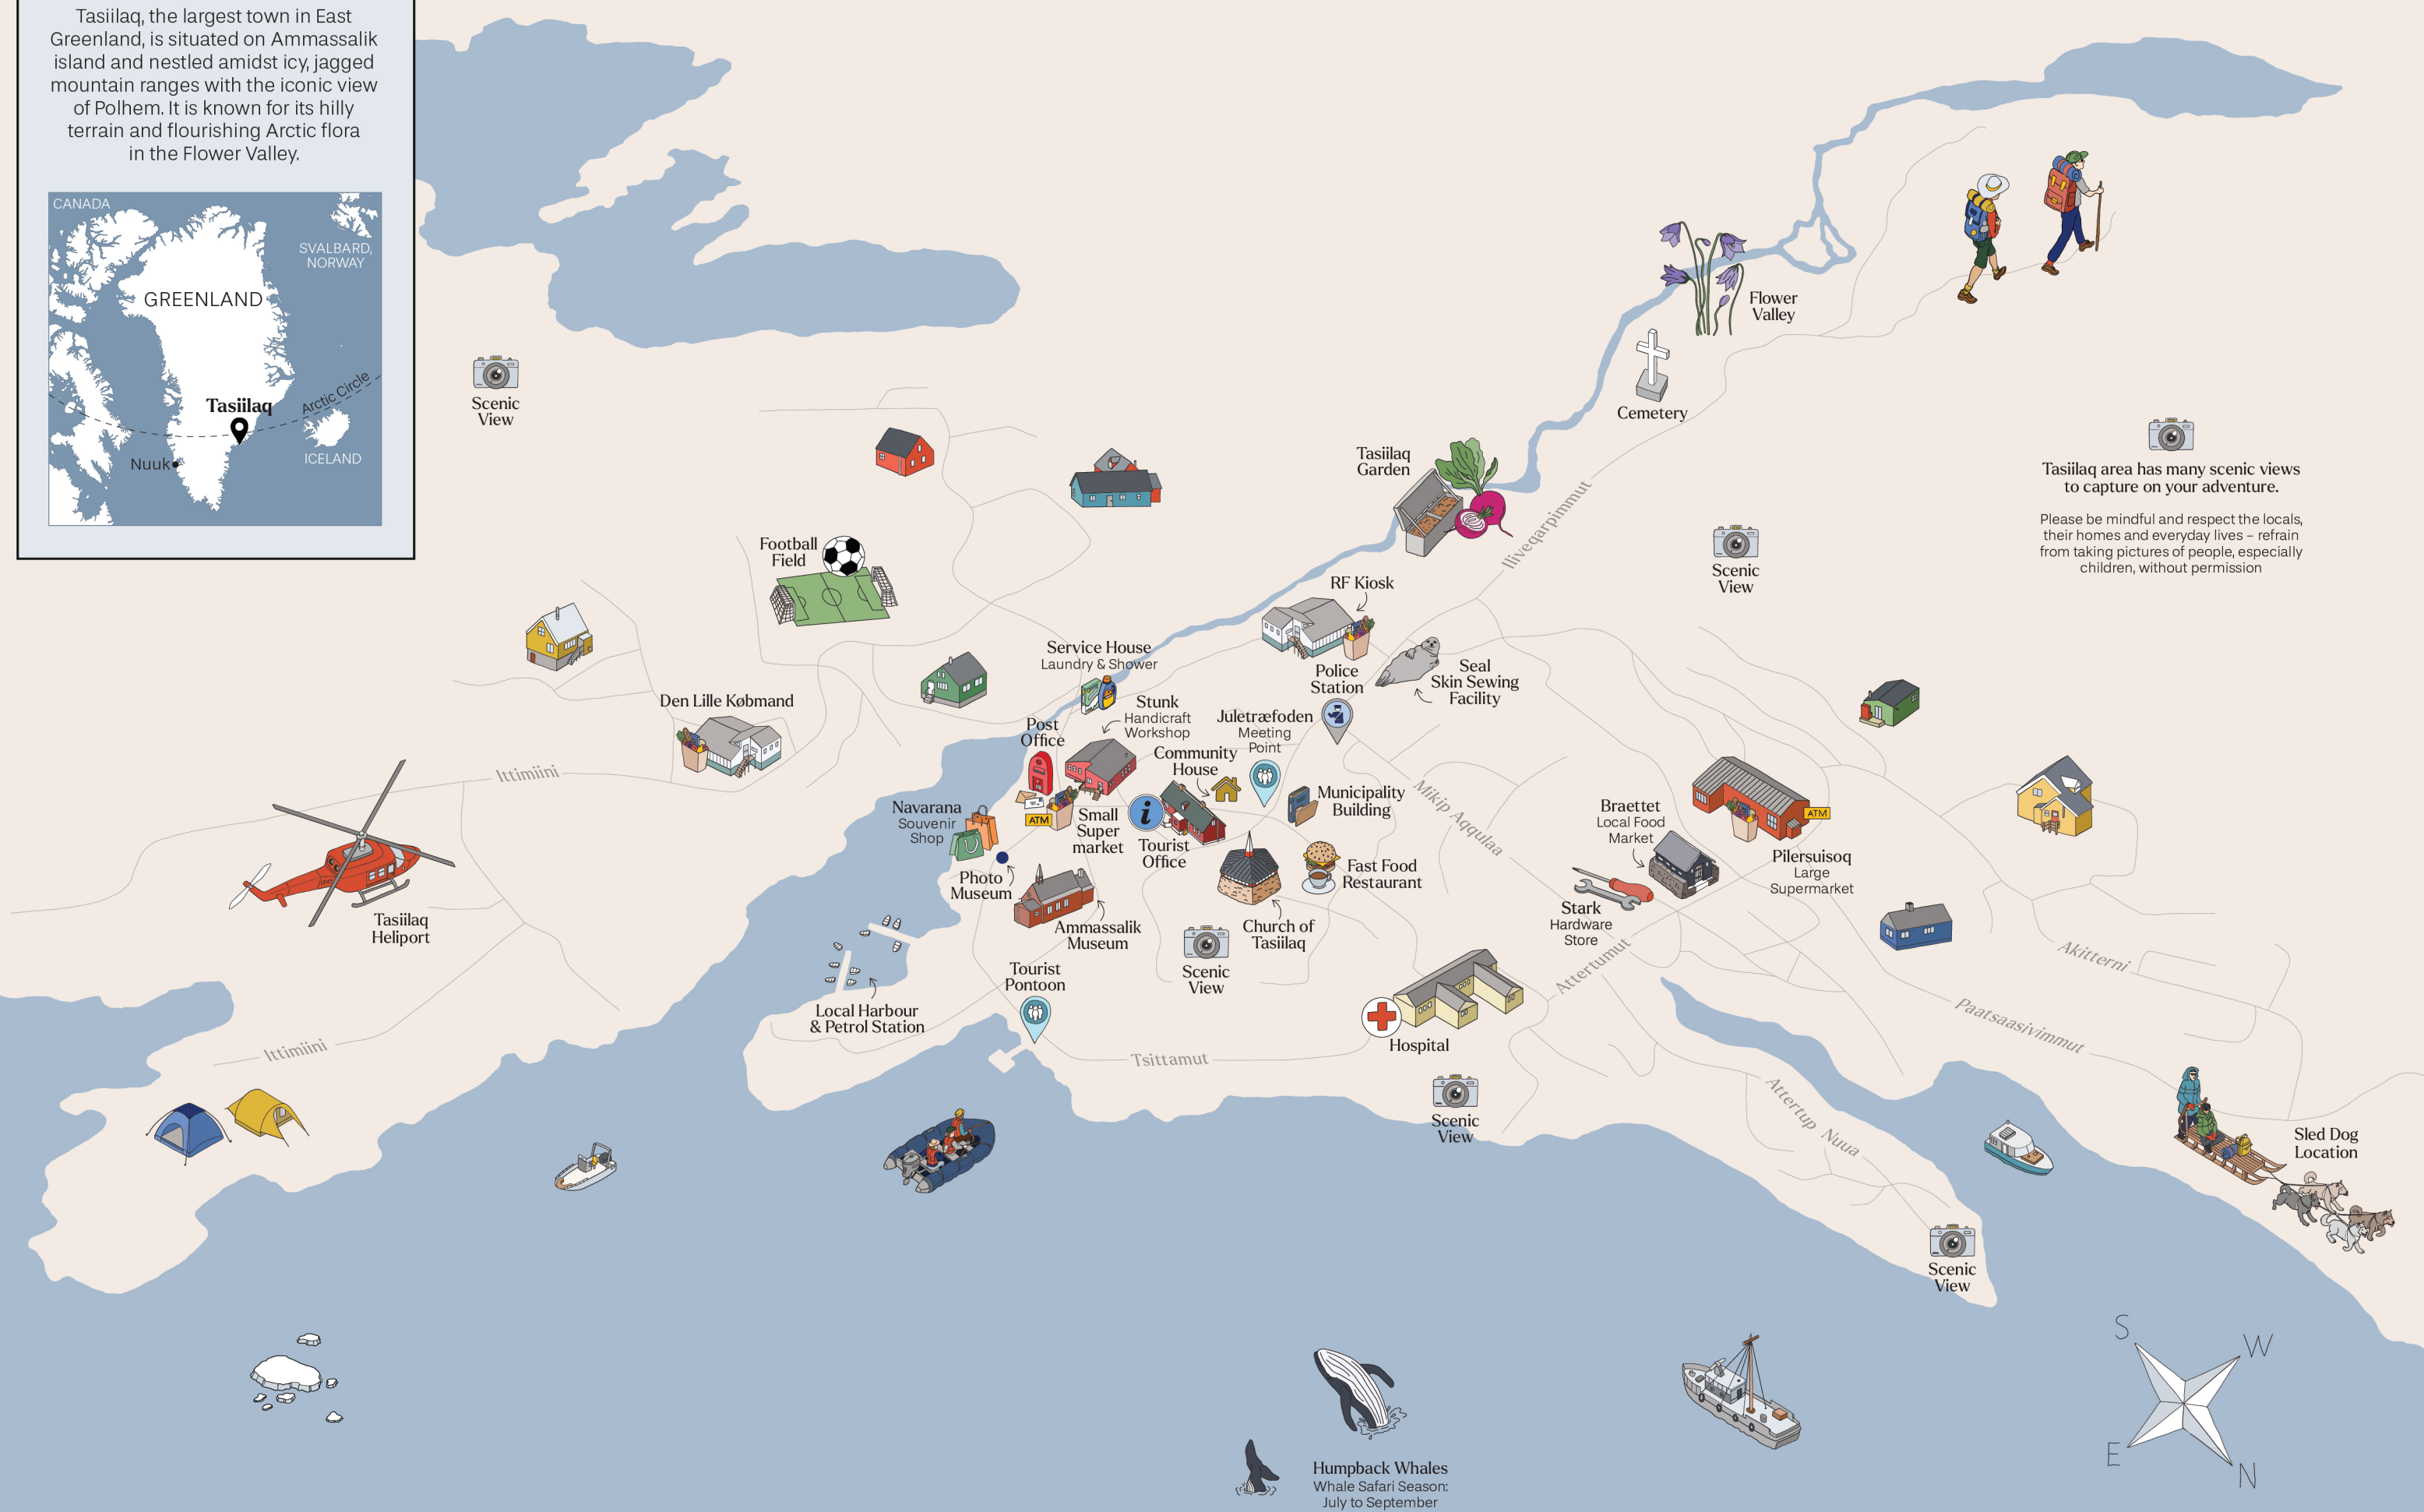 Tasiilaq, the largest town in East
Greenland, is situated on Ammassalik
island and nestled amidst icy, jagged
mountain ranges with the iconic view
of Polhem. It is known for its hilly
terrain and flourishing Arctic flora
in the Flower Valley.
CANADA
SVALBARD,
NORWAY
GREENLAND
Arctic Circle
Tasiilaq
Nuuk
ICELAND
Scenic
View
Flower
Valley
Cemetery
Tasiilaq
Garden
Iliveqarpimmut
Tasiilaq area has many scenic views
to capture on your adventure.
Please be mindful and respect the locals,
their homes and everyday lives – refrain
from taking pictures of people, especially
children, without permission
Scenic
View
Football
Field
RF Kiosk
Service House
Laundry & Shower
Police
Station
Seal
Skin Sewing
Facility
Den Lille Købmand
Stunk
Handicraft
Workshop
Post
Office
Juletræfoden
Meeting
Point
Community
House
Ittimiini
Navarana
Souvenir
Shop
ATM
Small
Super
market
Tourist
Office
Municipality
Building
Mikip Aqqulaa
Braettet
Local Food
Market
ATM
Pilersuisoq
Large
Supermarket
Photo
Museum
Fast Food
Restaurant
Tasiilaq
Heliport
Ammassalik
Museum
Church of
Tasiilaq
Stark
Hardware
Store
Attertumut
Akitterni
Tourist
Pontoon
Scenic
View
Local Harbour
& Petrol Station
Hospital
Paatsaasivimmut
Ittimiini
Tsittamut
Scenic
View
Attertup Nuua
Sled Dog
Location
Scenic
View
S
W
E
N
Humpback Whales
Whale Safari Season:
July to September